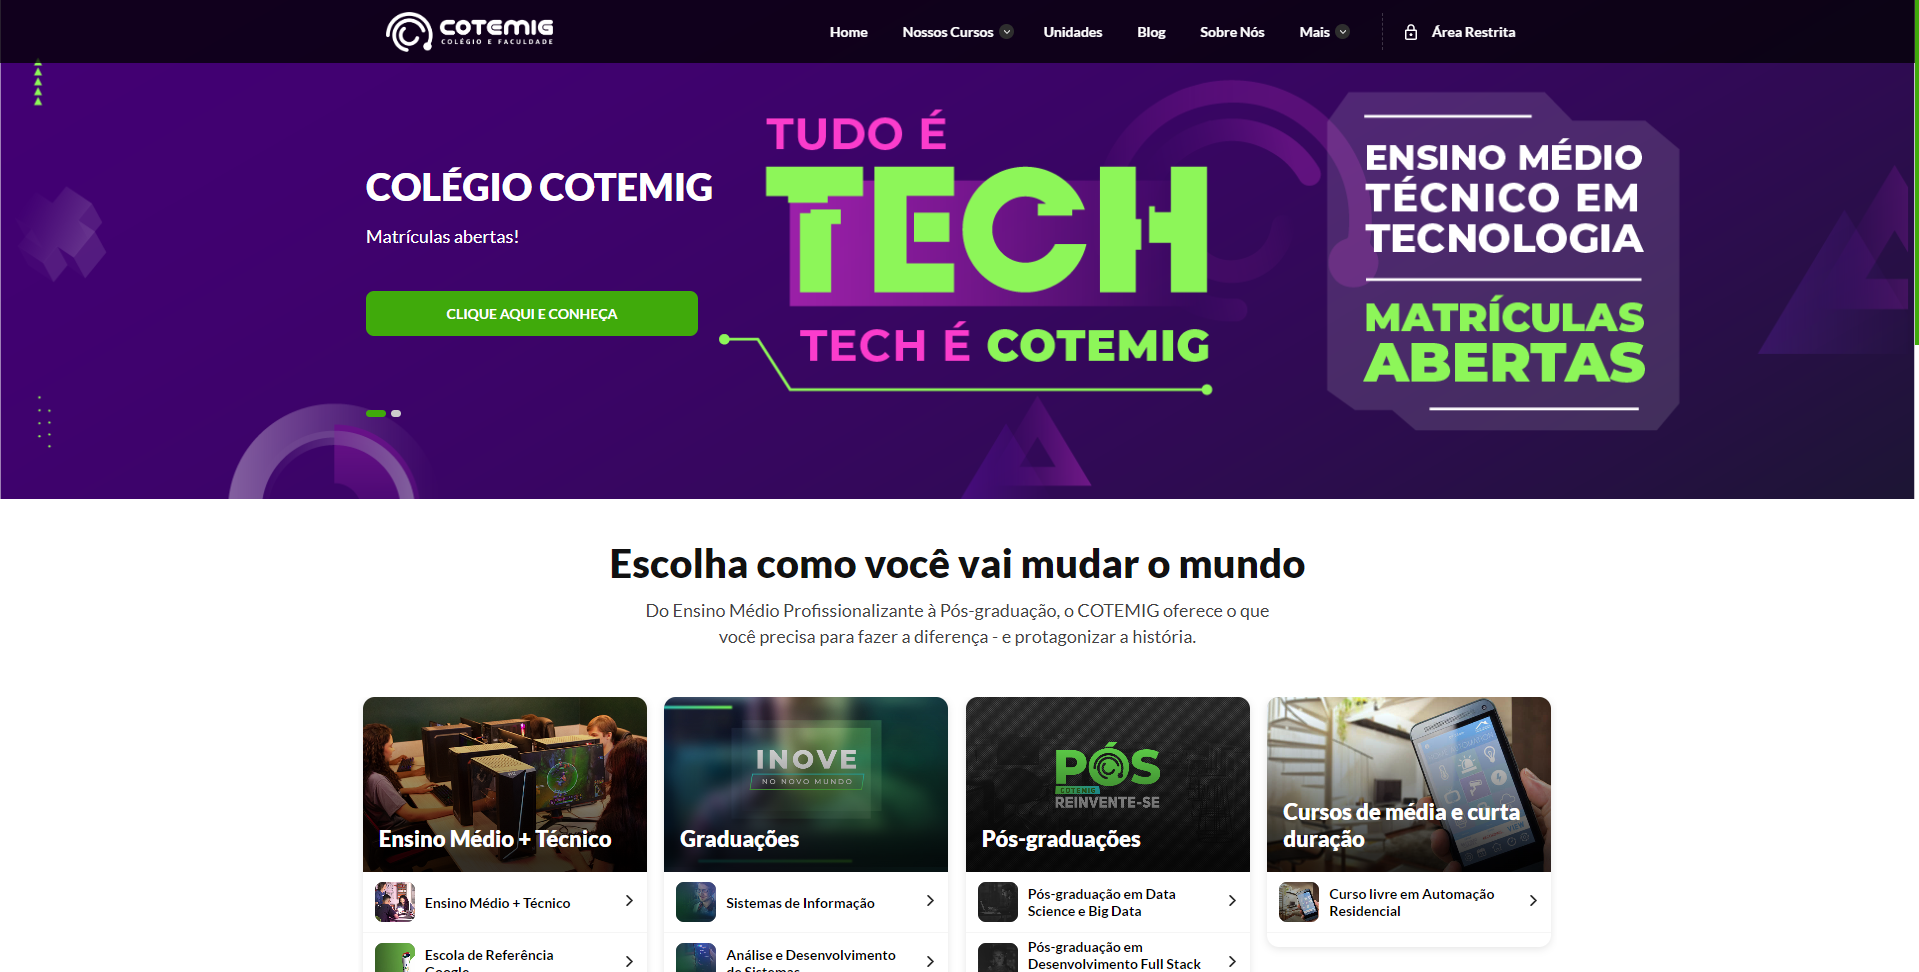 COTEMIG
COLÉGIO E FACULDADE
Home
Nossos Cursos
Unidades
Blog
Sobre Nós
Mais
Área Restrita
COLÉGIO COTEMIG
Matrículas abertas!
CLIQUE AQUI E CONHEÇA
TUDO É
TECH
TECH É COTEMIG
ENSINO MÉDIO
TÉCNICO EM
TECNOLOGIA
MATRÍCULAS
ABERTAS
Escolha como você vai mudar o mundo
Do Ensino Médio Profissionalizante à Pós-graduação, o COTEMIG oferece o que
você precisa para fazer a diferença - e protagonizar a história.
Ensino Médio + Técnico
Ensino Médio + Técnico
Escola de Referência
Google
INOVE
NO NOVO MUNDO
Graduações
Sistemas de Informação
Análise e Desenvolvimento
de Sistemas
PÓS
COTEMIG
REINVENTE-SE
Pós-graduações
Pós-graduação em Data
Science e Big Data
Pós-graduação em
Desenvolvimento Full Stack
Cursos de média e curta
duração
Curso livre em Automação
Residencial